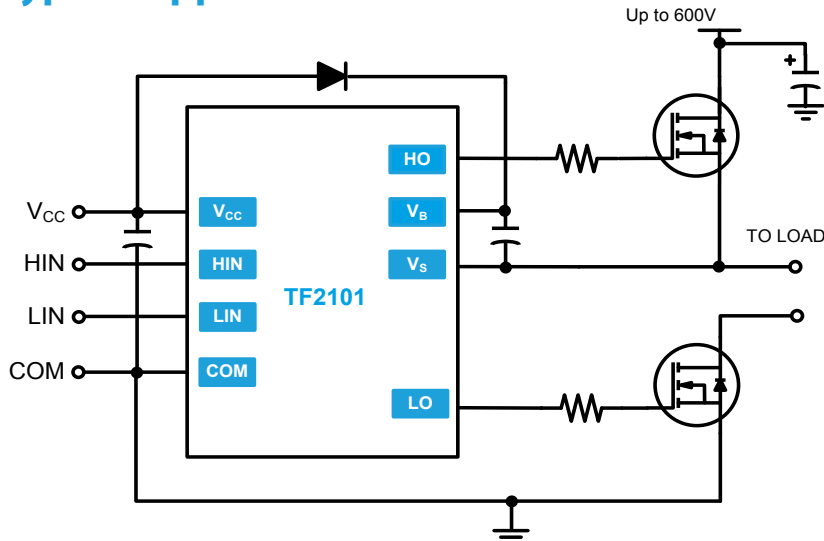 Up to 600V
+
HO
VCC
VCC
VB
TO LOAD
HIN
HIN
VS
TF2101
LIN
LIN
COM
COM
LO